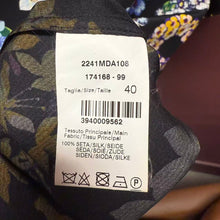 2241MDA108
174168 - 99
Taglia/Size/Taille 40
3940009562
Tessuto Principale/Main
Fabric/Tissu Principal
100% SETA/SILK/SEIDE
SEDA/SOIE/ZIJDE
SIDEN/SIODA/SILKE